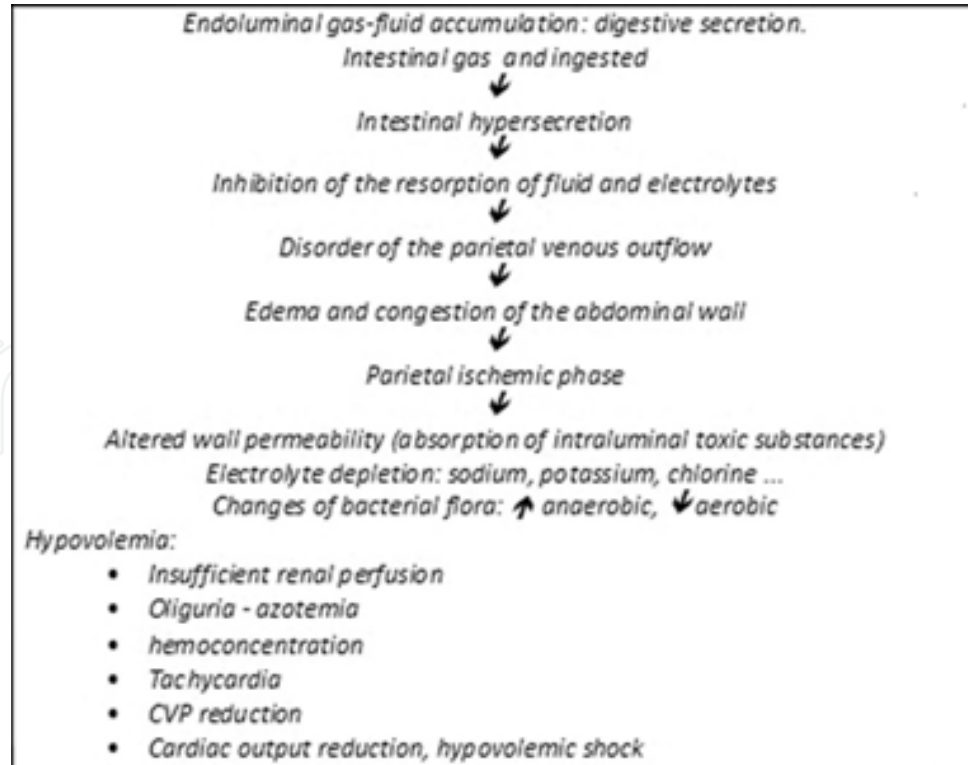 Endoluminal gas-fluid accumulation: digestive secretion.
Intestinal gas and ingested
↓
Intestinal hypersecretion
↓
Inhibition of the resorption of fluid and electrolytes
↓
Disorder of the parietal venous outflow
↓
Edema and congestion of the abdominal wall
↓
Parietal ischemic phase
↓
Altered wall permeability (absorption of intraluminal toxic substances)
Electrolyte depletion: sodium, potassium, chlorine ...
Changes of bacterial flora: ↑ anaerobic, ↓ aerobic
Hypovolemia:
• Insufficient renal perfusion
• Oliguria - azotemia
• hemoconcentration
• Tachycardia
• CVP reduction
• Cardiac output reduction, hypovolemic shock